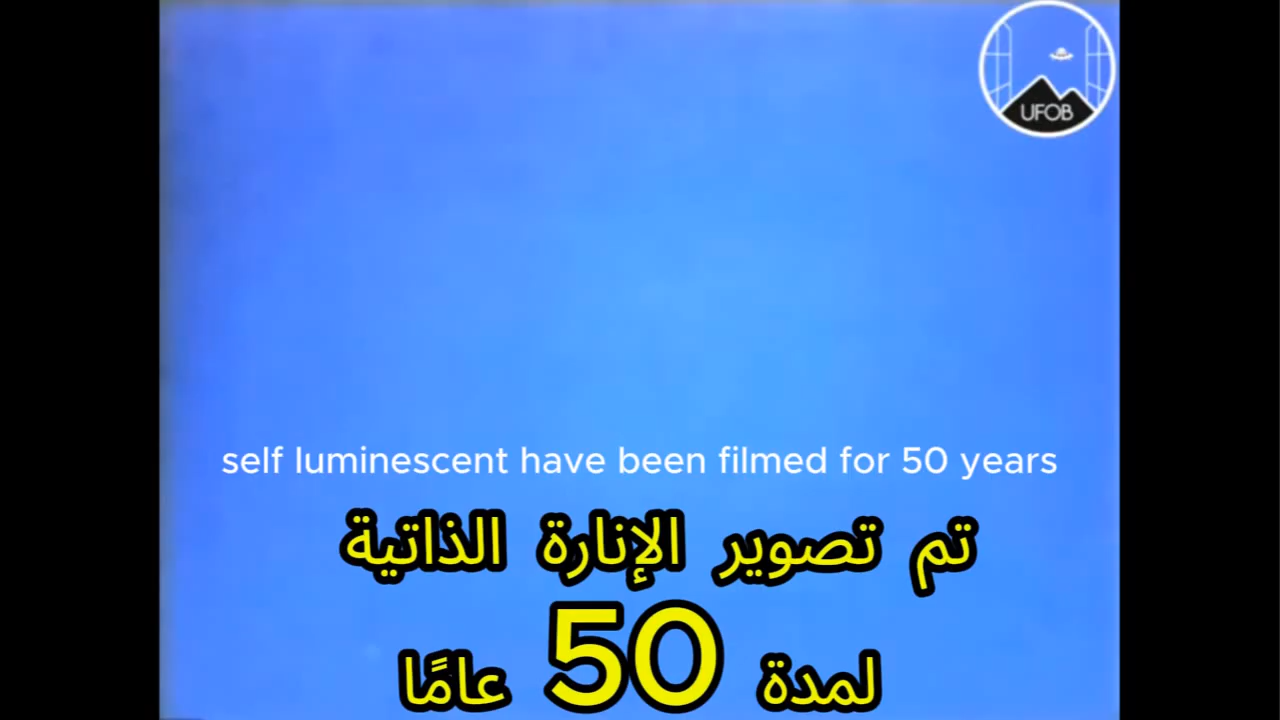 UFOB
self luminescent have been filmed for 50 years
تم تصوير الإنارة الذاتية
لمدة 50 عامًا